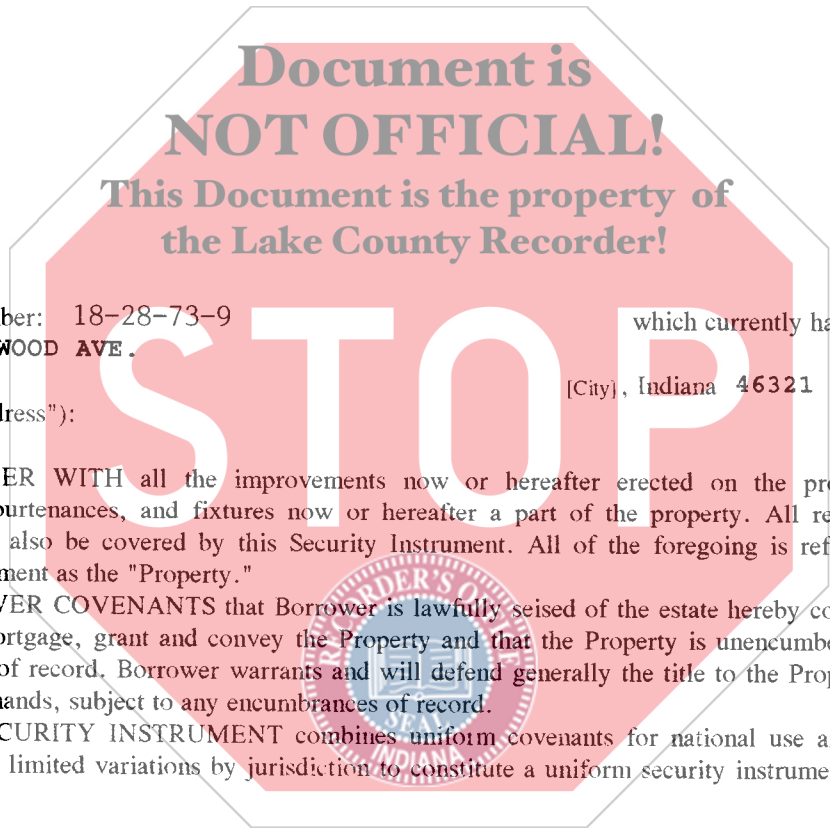 Document is
NOT OFFICIAL!
This Document is the property of
the Lake County Recorder!
ber: 18-28-73-9 which currently ha
WOOD AVE.
[City], Indiana 46321
dress"):
STOP
ER WITH all the improvements now or hereafter erected on the pro
ourtenances, and fixtures now or hereafter a part of the property. All re
also be covered by this Security Instrument. All of the foregoing is ref
ment as the "Property."
VER COVENANTS that Borrower is lawfully seised of the estate hereby co
ortgage, grant and convey the Property and that the Property is unencumbe
of record. Borrower warrants and will defend generally the title to the Prop
nands, subject to any encumbrances of record.
CURITY INSTRUMENT combines uniform covenants for national use a
limited variations by jurisdiction to constitute a uniform security instrume
RECORDER'S OFFICE
SEAL
INDIANA